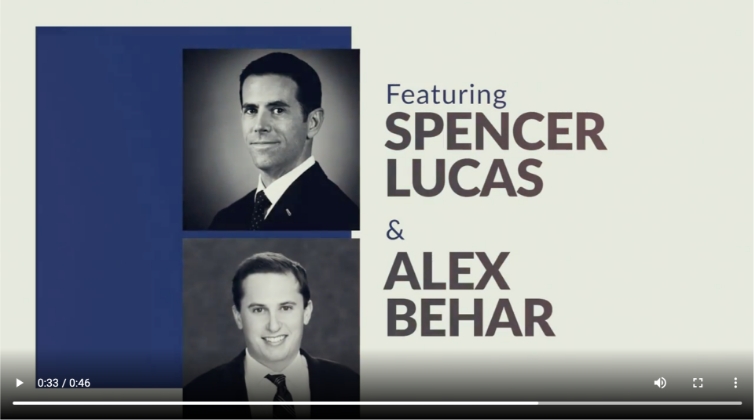 Featuring
SPENCER
LUCAS
&
ALEX
BEHAR
0:33 / 0:46